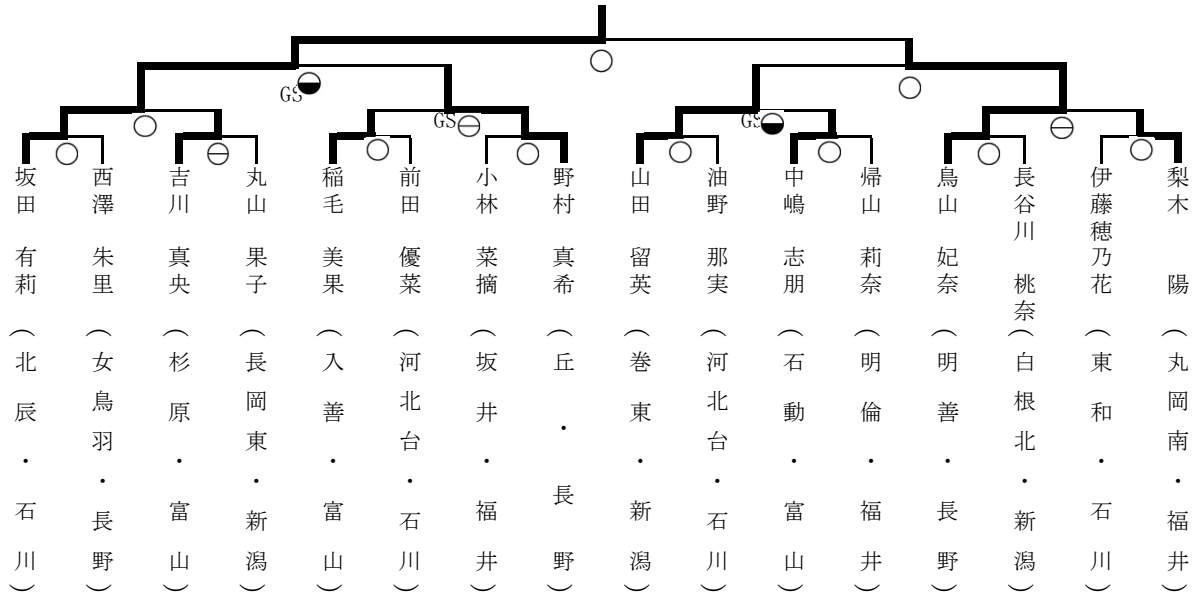 GS
GS
GS
坂田 有莉（北辰・石川）
西澤 朱里（女鳥羽・長野）
吉川 真央（杉原・富山）
丸山 果子（長岡東・新潟）
稲毛 美果（入善・富山）
前田 優菜（河北台・石川）
小林 菜摘（坂井・福井）
野村 真希（丘・長野）
山田 留英（巻東・新潟）
油野 那実（河北台・石川）
中嶋 志朋（石動・富山）
帰山 莉奈（明倫・福井）
鳥山 妃奈（明善・長野）
長谷川 桃奈（白根北・新潟）
伊藤穂乃花（東和・石川）
梨木 陽（丸岡南・福井）